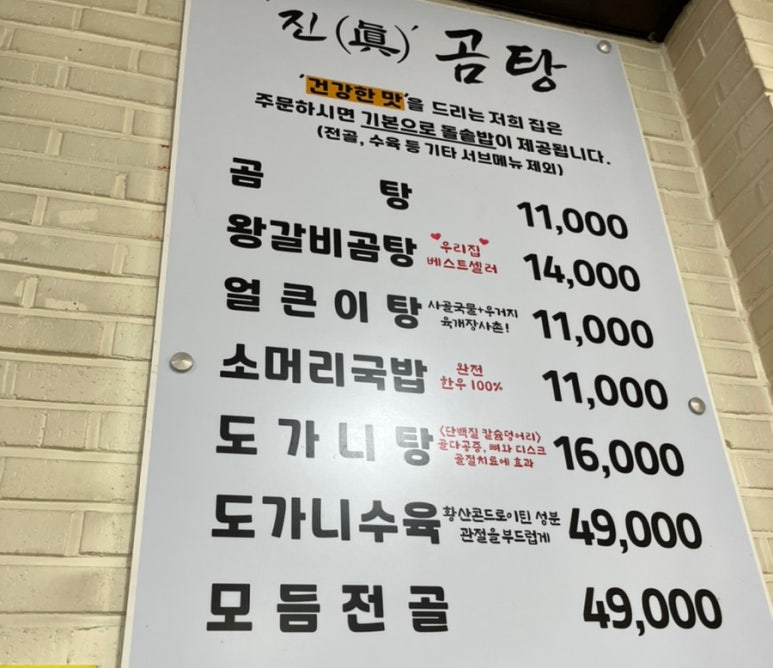 '진(眞)' 곰탕
'건강한 맛'을 드리는 저희 집은
주문하시면 기본으로 돌솥밥이 제공됩니다.
(전골, 수육 등 기타 서브메뉴 제외)
곰탕 11,000
왕갈비곰탕 우리집 14,000
베스트셀러
얼큰이탕 사골국물+우거지 11,000
육개장사촌!
소머리국밥 완전 11,000
한우 100%
도가니탕 <단백질 칼슘덩어리> 16,000
골다공증, 뼈와 디스크
골절치료에 효과
도가니수육 황산콘드로이틴 성분 49,000
관절을 부드럽게
모듬전골 49,000